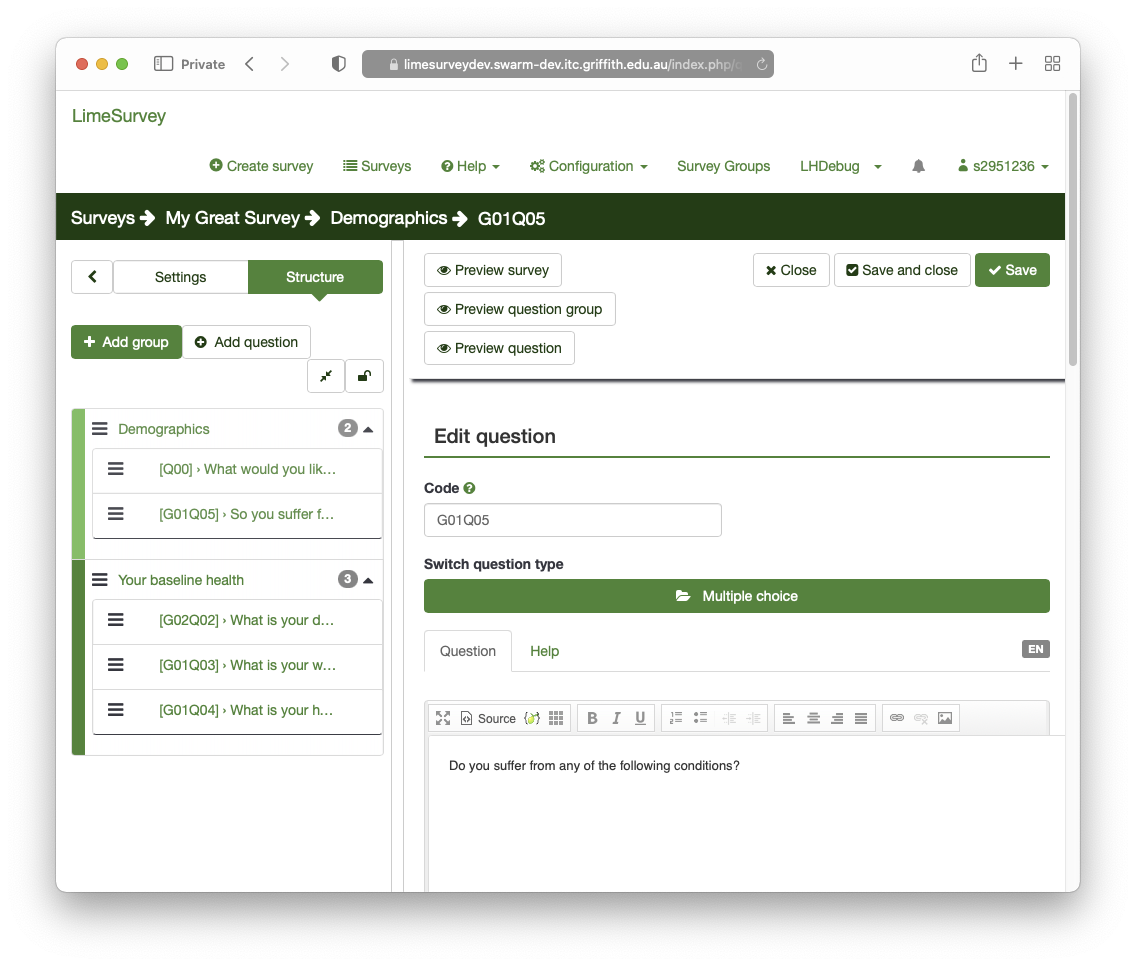 Private
limesurveydev.swarm-dev.itc.griffith.edu.au/index.php/
LimeSurvey
Create survey Surveys Help Configuration Survey Groups LHDebug s2951236
Surveys My Great Survey Demographics G01Q05
Settings Structure
Preview survey Close Save and close Save
Preview question group
Preview question
Add group Add question
Demographics 2
[Q00] › What would you lik...
[G01Q05] › So you suffer f...
Your baseline health 3
[G02Q02] › What is your d...
[G01Q03] › What is your w...
[G01Q04] › What is your h...
Edit question
Code
G01Q05
Switch question type
Multiple choice
Question Help EN
Source B I U
Do you suffer from any of the following conditions?